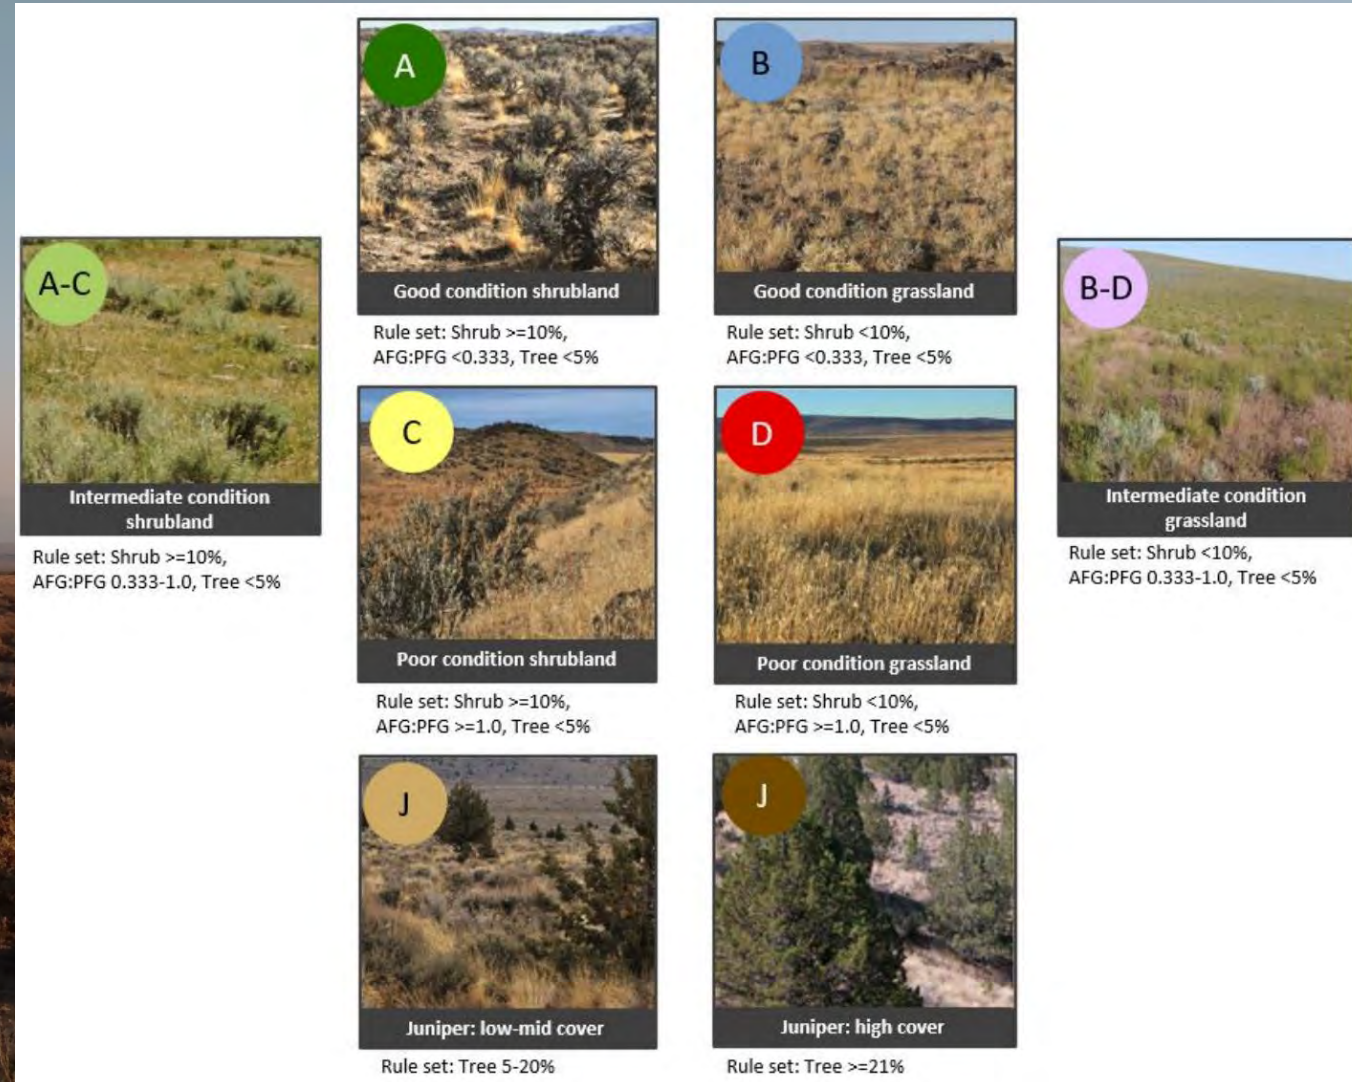 A
Good condition shrubland
Rule set: Shrub >=10%,
AFG:PFG <0.333, Tree <5%
B
Good condition grassland
Rule set: Shrub <10%,
AFG:PFG <0.333, Tree <5%
A-C
Intermediate condition
shrubland
Rule set: Shrub >=10%,
AFG:PFG 0.333-1.0, Tree <5%
B-D
Intermediate condition
grassland
Rule set: Shrub <10%,
AFG:PFG 0.333-1.0, Tree <5%
C
Poor condition shrubland
Rule set: Shrub >=10%,
AFG:PFG >=1.0, Tree <5%
D
Poor condition grassland
Rule set: Shrub <10%,
AFG:PFG >=1.0, Tree <5%
J
Juniper: low-mid cover
Rule set: Tree 5-20%
J
Juniper: high cover
Rule set: Tree >=21%